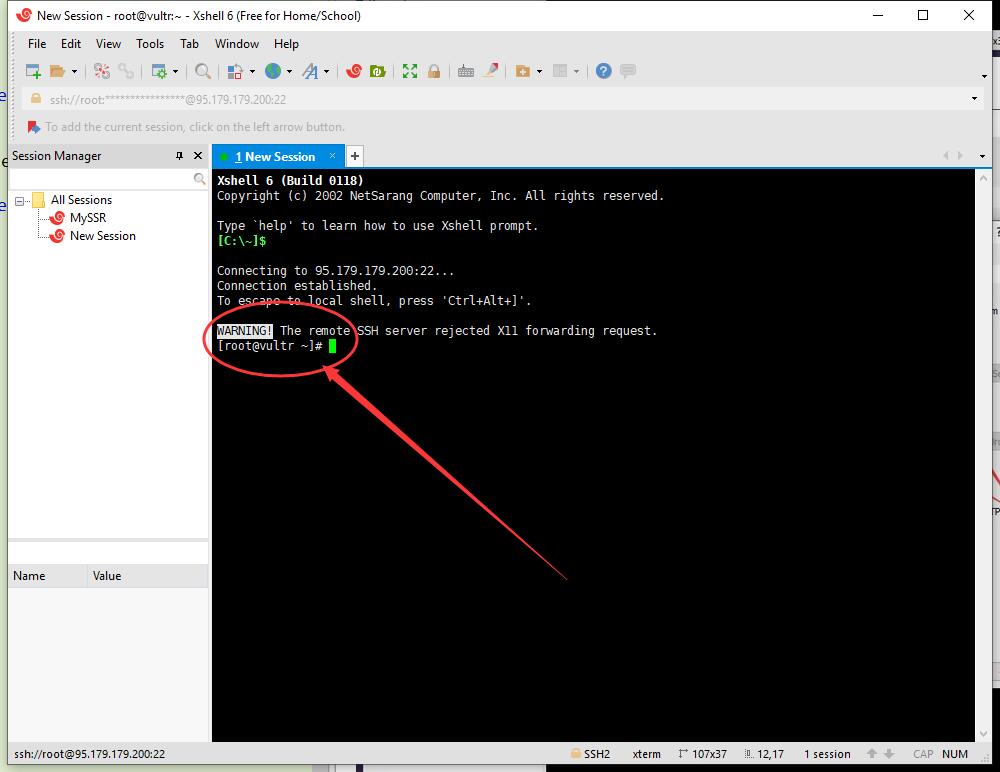 New Session - root@vultr:~ - Xshell 6 (Free for Home/School)
File Edit View Tools Tab Window Help
ssh://root:****************@95.179.179.200:22
To add the current session, click on the left arrow button.
Session Manager
1 New Session
All Sessions
MySSR
New Session
Name Value
Xshell 6 (Build 0118)
Copyright (c) 2002 NetSarang Computer, Inc. All rights reserved.
Type `help' to learn how to use Xshell prompt.
[C:\~]$
Connecting to 95.179.179.200:22...
Connection established.
To escape to local shell, press 'Ctrl+Alt+]'.
WARNING! The remote SSH server rejected X11 forwarding request.
[root@vultr ~]#
ssh://root@95.179.179.200:22 SSH2 xterm 107x37 12,17 1 session CAP NUM